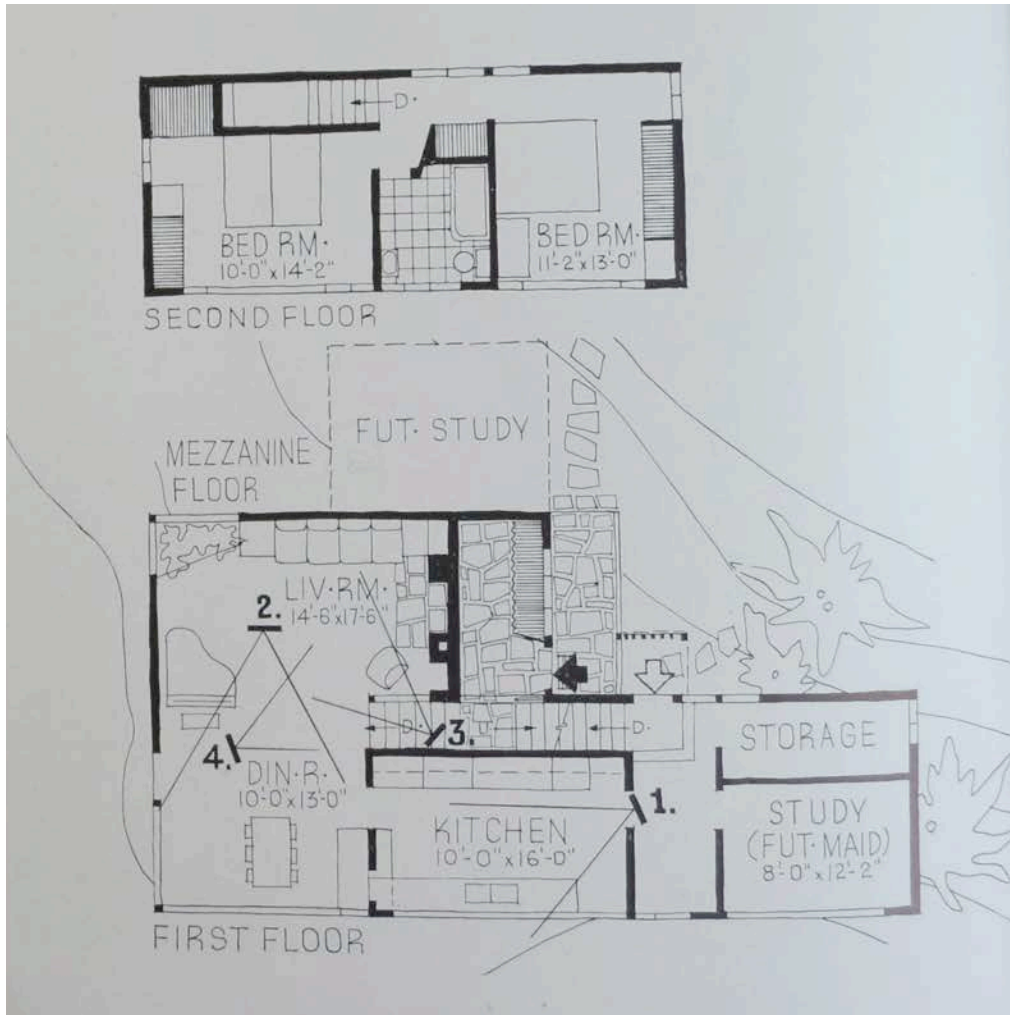 D.
BED RM.
10'-0" x 14'-2"
BED RM.
11'-2" x 13'-0"
SECOND FLOOR
FUT. STUDY
MEZZANINE
FLOOR
LIV. RM.
14'-6" x 17'-6"
2.
D.
U
3.
D.
STORAGE
4.
DIN. R.
10'-0" x 13'-0"
1.
KITCHEN
10'-0" x 16'-0"
STUDY
(FUT. MAID)
8'-0" x 12'-2"
FIRST FLOOR